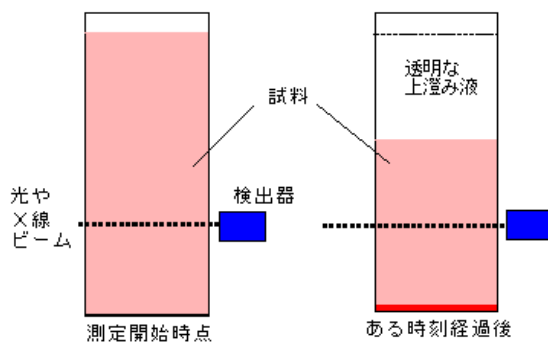 透明な
上澄み液
試料
光や
X線
ビーム
検出器
測定開始時点
ある時刻経過後